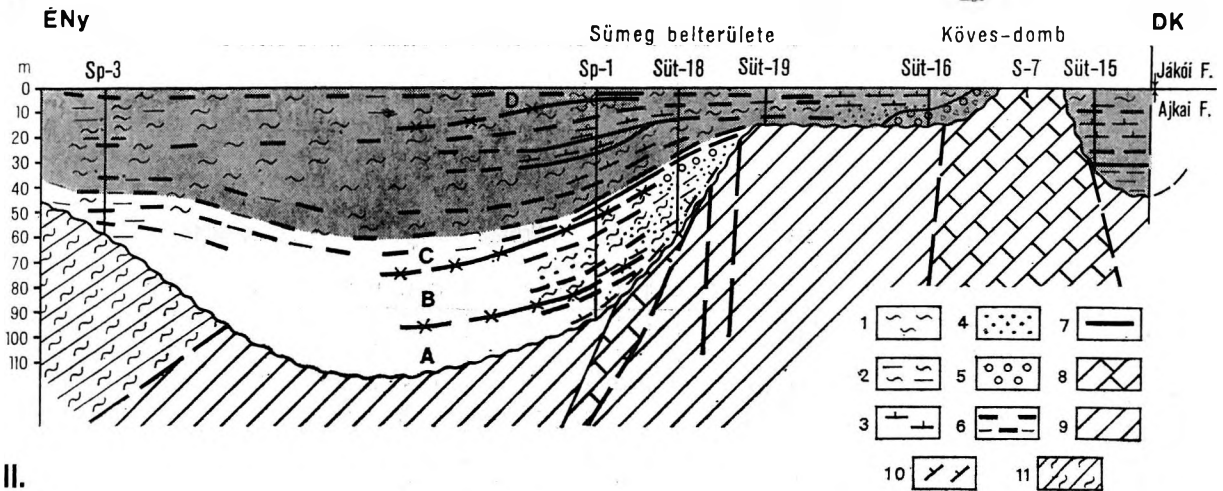 ÉNy
DK
Sümeg belterülete
Köves-domb
m
Sp-3
Sp-1
Süt-18
Süt-19
Süt-16
S-7
Süt-15
Jákói F.
Ajkai F.
0
10
20
30
40
50
60
70
80
90
100
110
D
C
B
A
1
4
7
2
5
8
3
6
9
10
11
II.